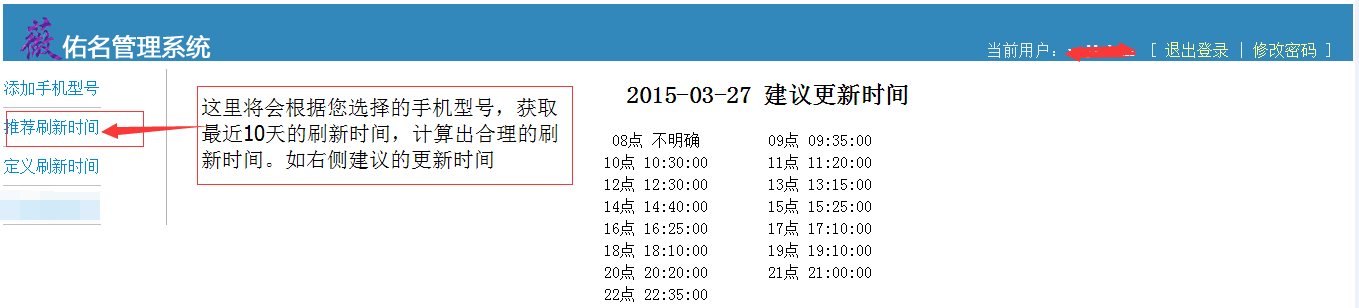 薇佑名管理系统
当前用户： [ 退出登录 | 修改密码 ]
添加手机型号
推荐刷新时间
定义刷新时间
这里将会根据您选择的手机型号，获取
最近10天的刷新时间，计算出合理的刷
新时间。如右侧建议的更新时间
2015-03-27 建议更新时间
08点 不明确 09点 09:35:00
10点 10:30:00 11点 11:20:00
12点 12:30:00 13点 13:15:00
14点 14:40:00 15点 15:25:00
16点 16:25:00 17点 17:10:00
18点 18:10:00 19点 19:10:00
20点 20:20:00 21点 21:00:00
22点 22:35:00